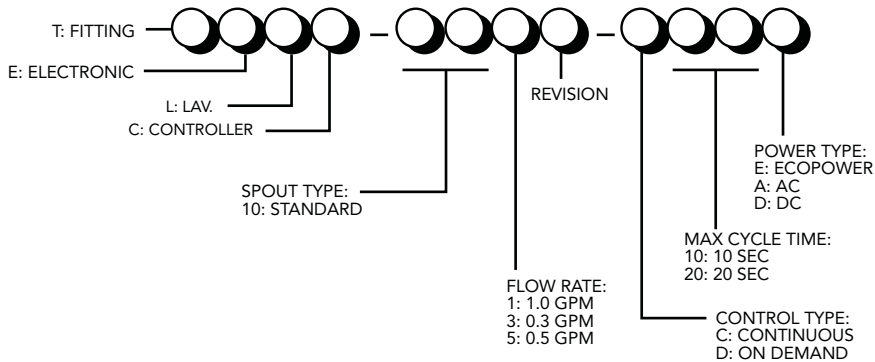 T: FITTING
E: ELECTRONIC
L: LAV.
C: CONTROLLER
SPOUT TYPE:
10: STANDARD
FLOW RATE:
1: 1.0 GPM
3: 0.3 GPM
5: 0.5 GPM
REVISION
CONTROL TYPE:
C: CONTINUOUS
D: ON DEMAND
MAX CYCLE TIME:
10: 10 SEC
20: 20 SEC
POWER TYPE:
E: ECOPOWER
A: AC
D: DC